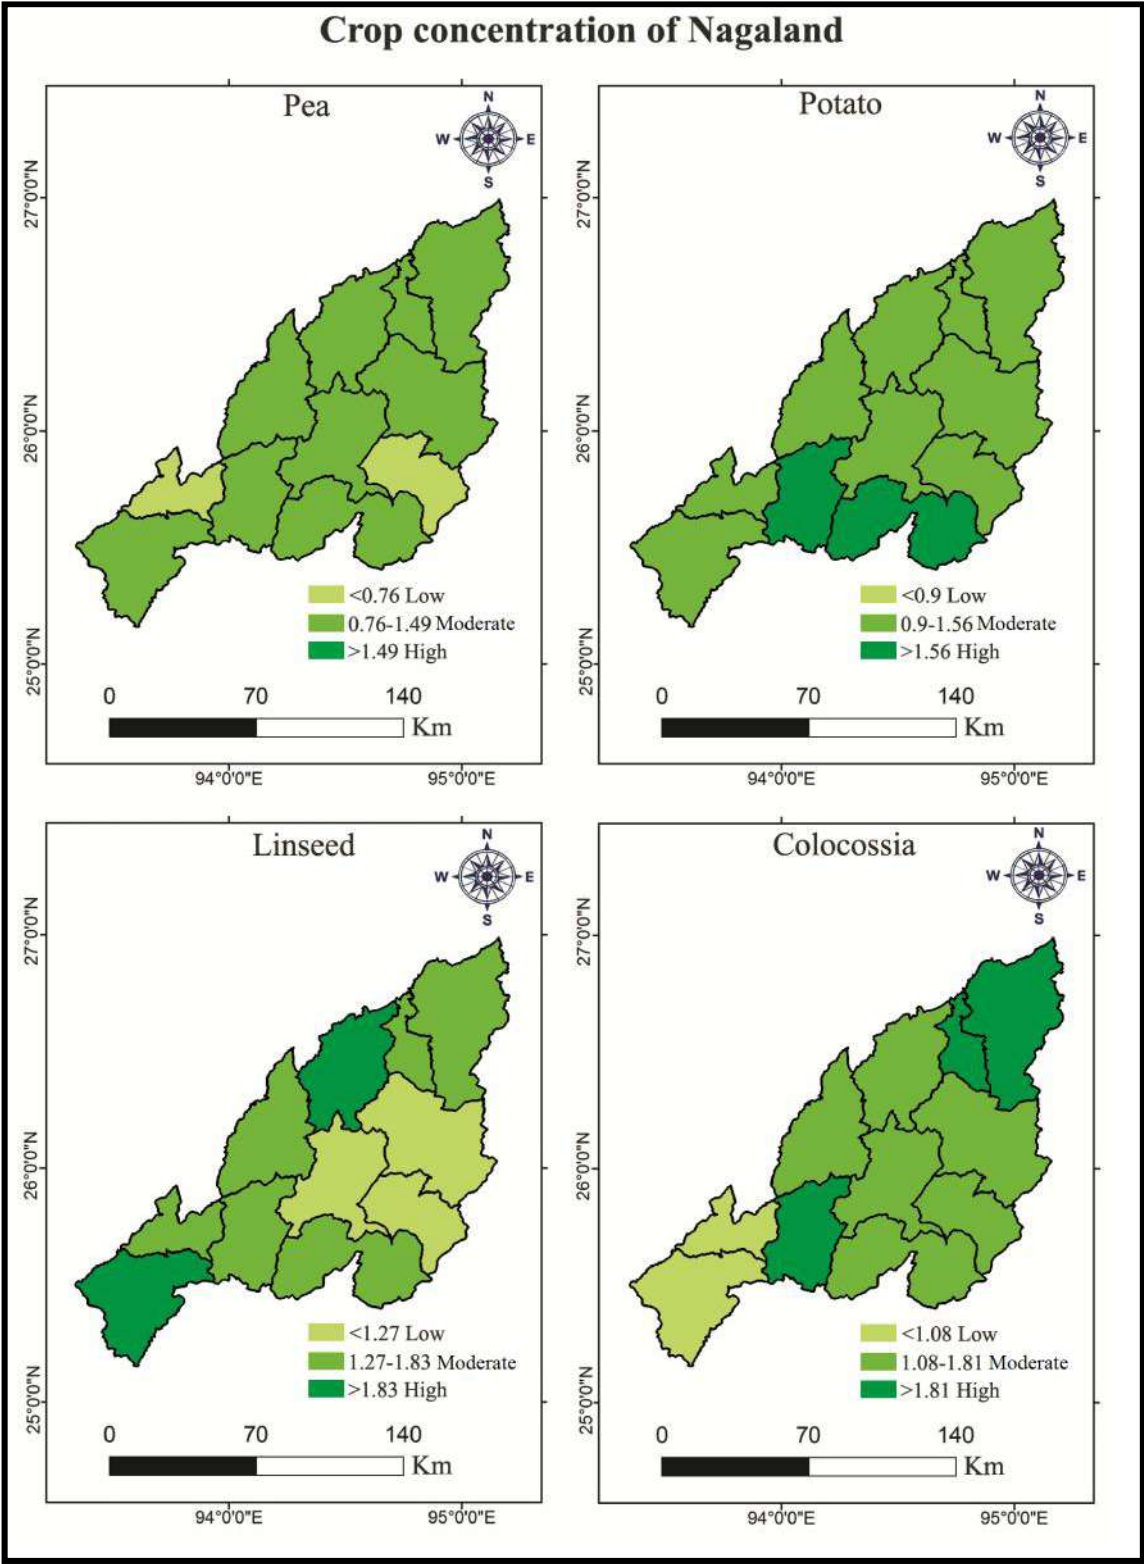 Crop concentration of Nagaland
Pea
N
W E
S
27°0'0"N
26°0'0"N
25°0'0"N
<0.76 Low
0.76-1.49 Moderate
>1.49 High
0 70 140
Km
94°0'0"E 95°0'0"E
Potato
N
W E
S
27°0'0"N
26°0'0"N
25°0'0"N
<0.9 Low
0.9-1.56 Moderate
>1.56 High
0 70 140
Km
94°0'0"E 95°0'0"E
Linseed
N
W E
S
27°0'0"N
26°0'0"N
25°0'0"N
<1.27 Low
1.27-1.83 Moderate
>1.83 High
0 70 140
Km
94°0'0"E 95°0'0"E
Colocossia
N
W E
S
27°0'0"N
26°0'0"N
25°0'0"N
<1.08 Low
1.08-1.81 Moderate
>1.81 High
0 70 140
Km
94°0'0"E 95°0'0"E